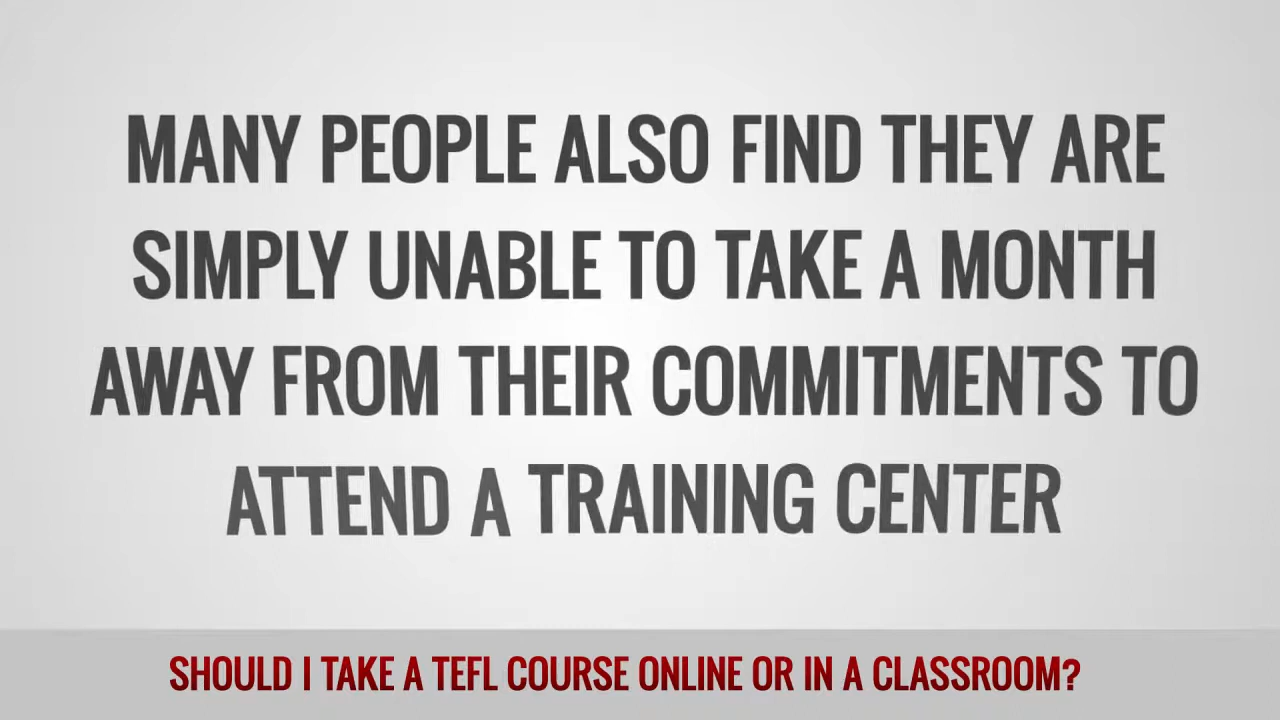 MANY PEOPLE ALSO FIND THEY ARE
SIMPLY UNABLE TO TAKE A MONTH
AWAY FROM THEIR COMMITMENTS TO
ATTEND A TRAINING CENTER
SHOULD I TAKE A TEFL COURSE ONLINE OR IN A CLASSROOM?